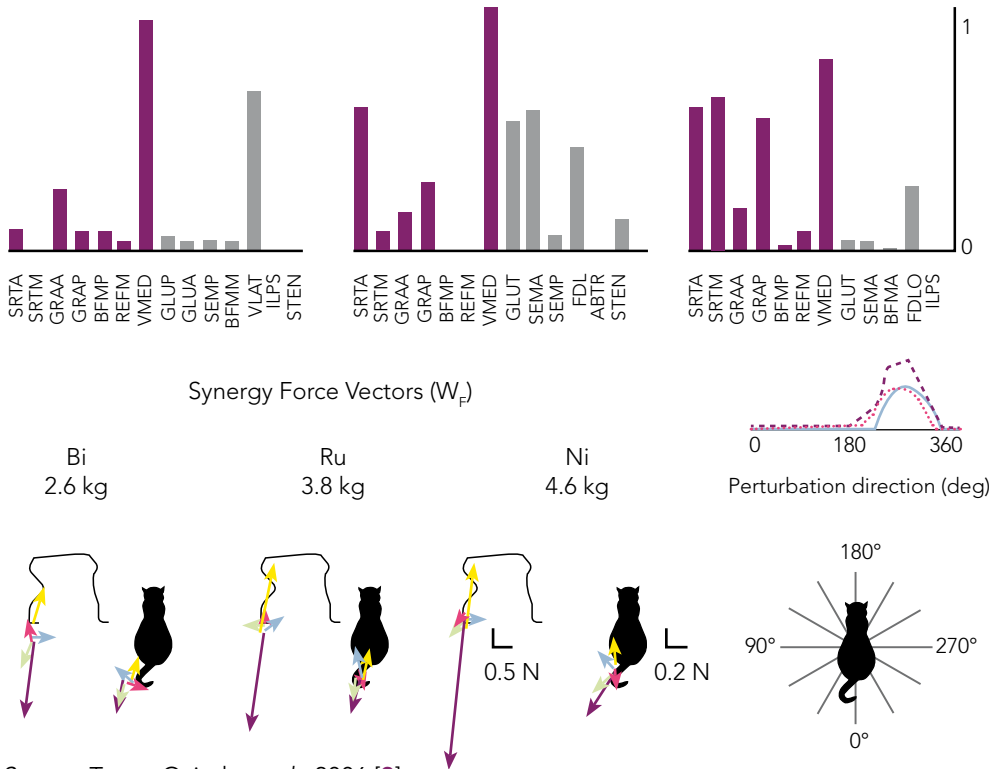 1
0
SRTA SRTM GRAA GRAP BFMP REFM VMED GLUP GLUA SEMP BFMM VLAT ILPS STEN
SRTA SRTM GRAA GRAP BFMP REFM VMED GLUT SEMA SEMP FDL ABTR STEN
SRTA SRTM GRAA GRAP BFMP REFM VMED GLUT SEMA BFMA FDLO ILPS
Synergy Force Vectors (W_F)
0 180 360
Perturbation direction (deg)
Bi
2.6 kg
Ru
3.8 kg
Ni
4.6 kg
0.5 N
0.2 N
180°
90°
270°
0°